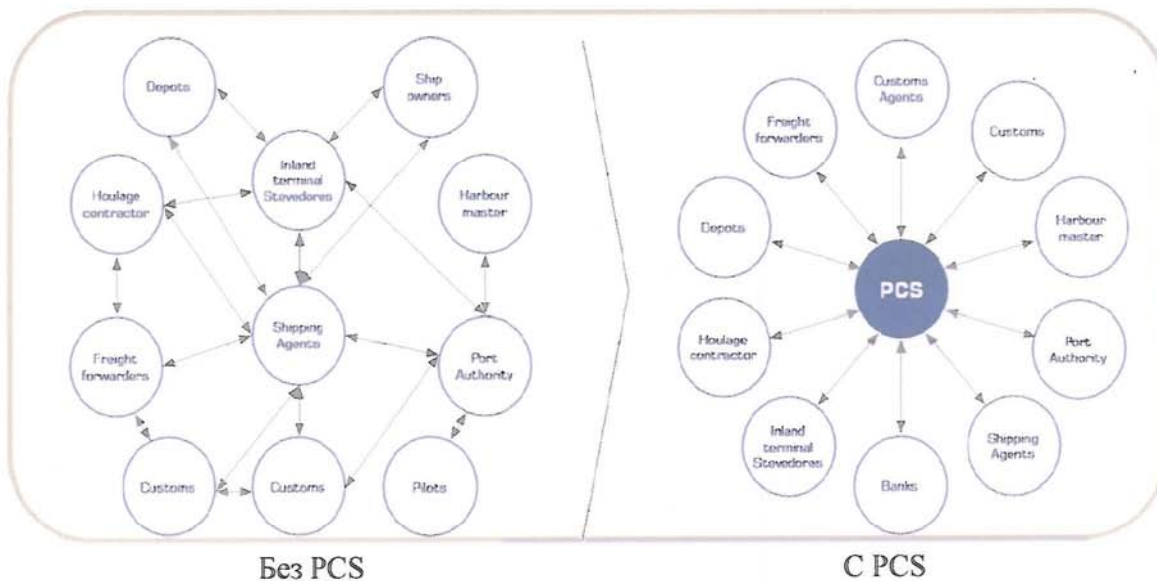 Depots
Ship
owners
Inland
terminal
Stevedores
Houlage
contractor
Harbour
master
Shipping
Agents
Freight
forwarders
Port
Authority
Customs
Customs
Pilots
Без PCS
Customs
Agents
Freight
forwarders
Customs
Depots
Harbour
master
PCS
Houlage
contractor
Port
Authority
Inland
terminal
Stevedores
Shipping
Agents
Banks
С PCS